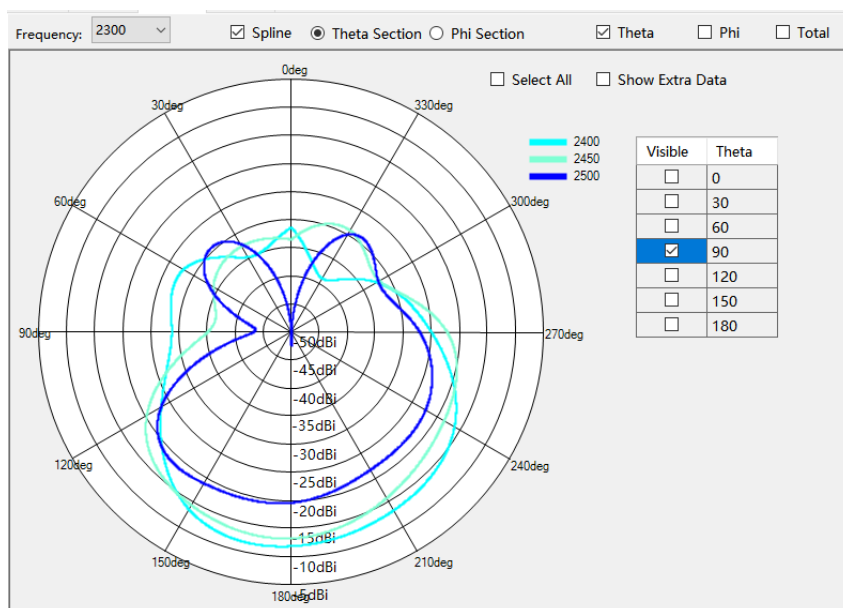 Frequency: 2300 Spline Theta Section Phi Section Theta Phi Total
Select All Show Extra Data
0deg
30deg
330deg
60deg
300deg
90deg
270deg
120deg
240deg
150deg
210deg
180deg
-50dBi
-45dBi
-40dBi
-35dBi
-30dBi
-25dBi
-20dBi
-15dBi
-10dBi
-5dBi
2400
2450
2500
Visible Theta
0
30
60
90
120
150
180